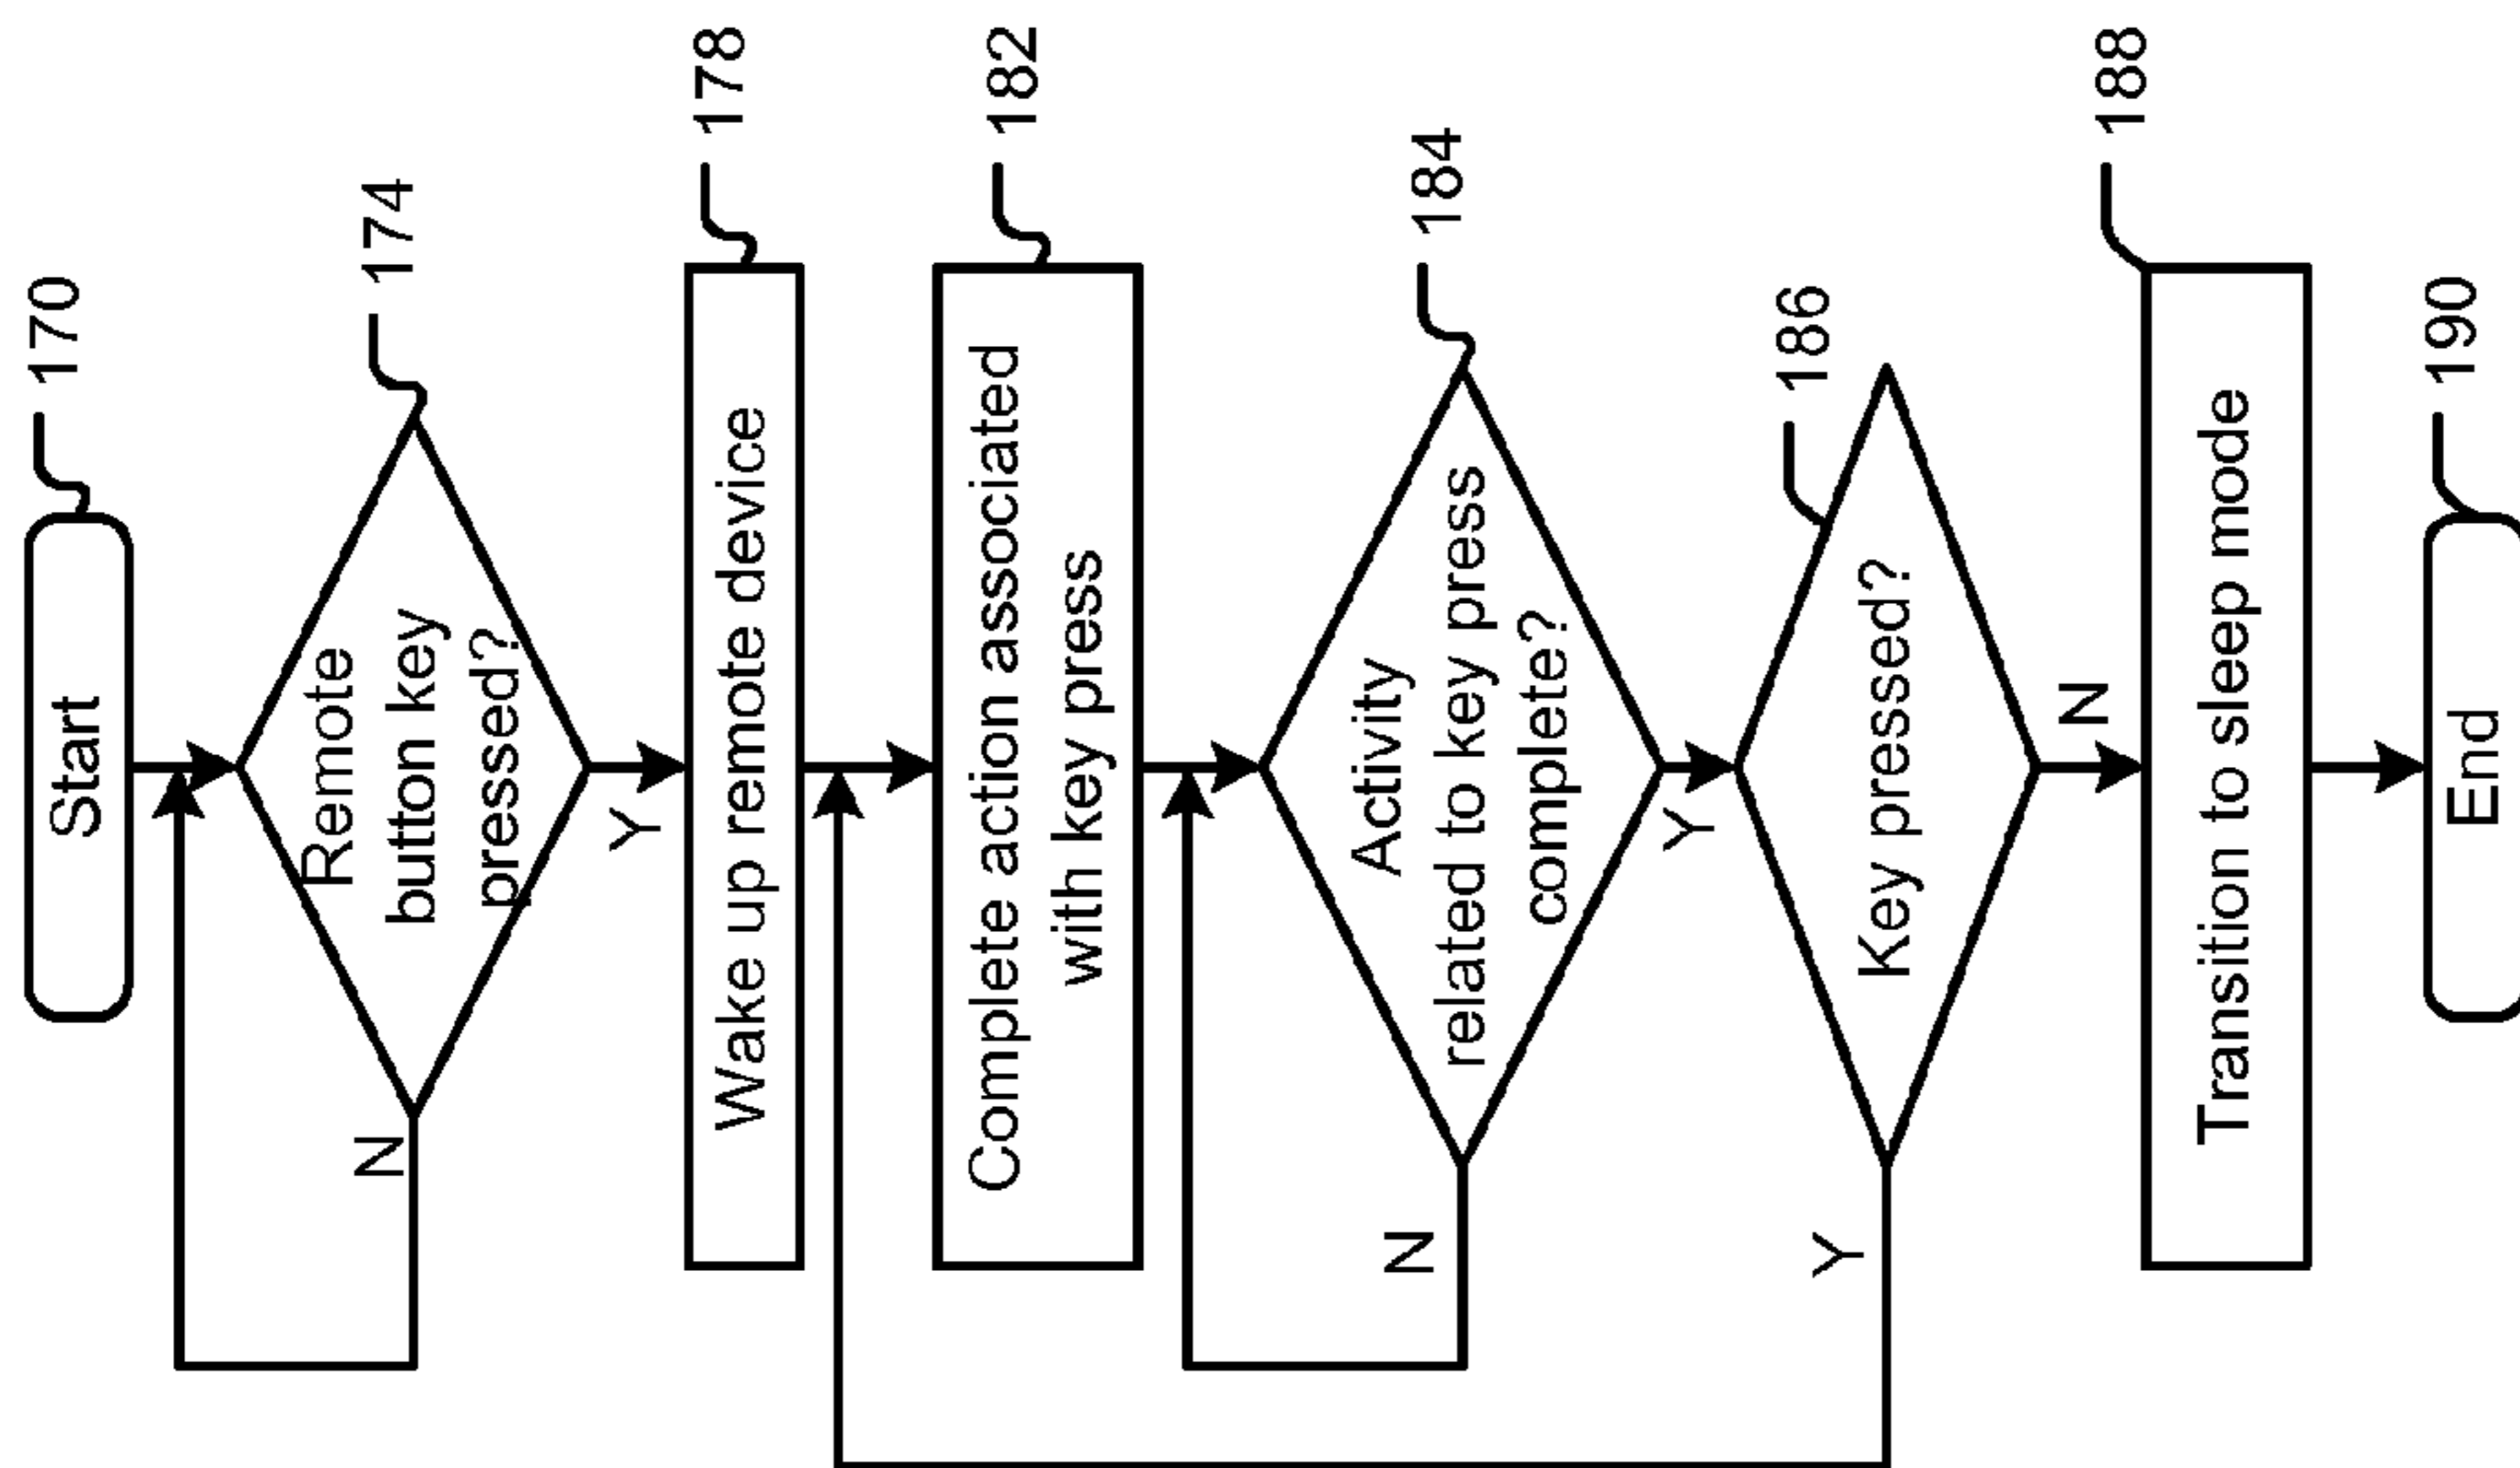 Start
170
Remote
button key
pressed?
174
N
Y
Wake up remote device
178
Complete action associated
with key press
182
Activity
related to key press
complete?
184
N
Y
Key pressed?
186
Y
N
Transition to sleep mode
188
End
190